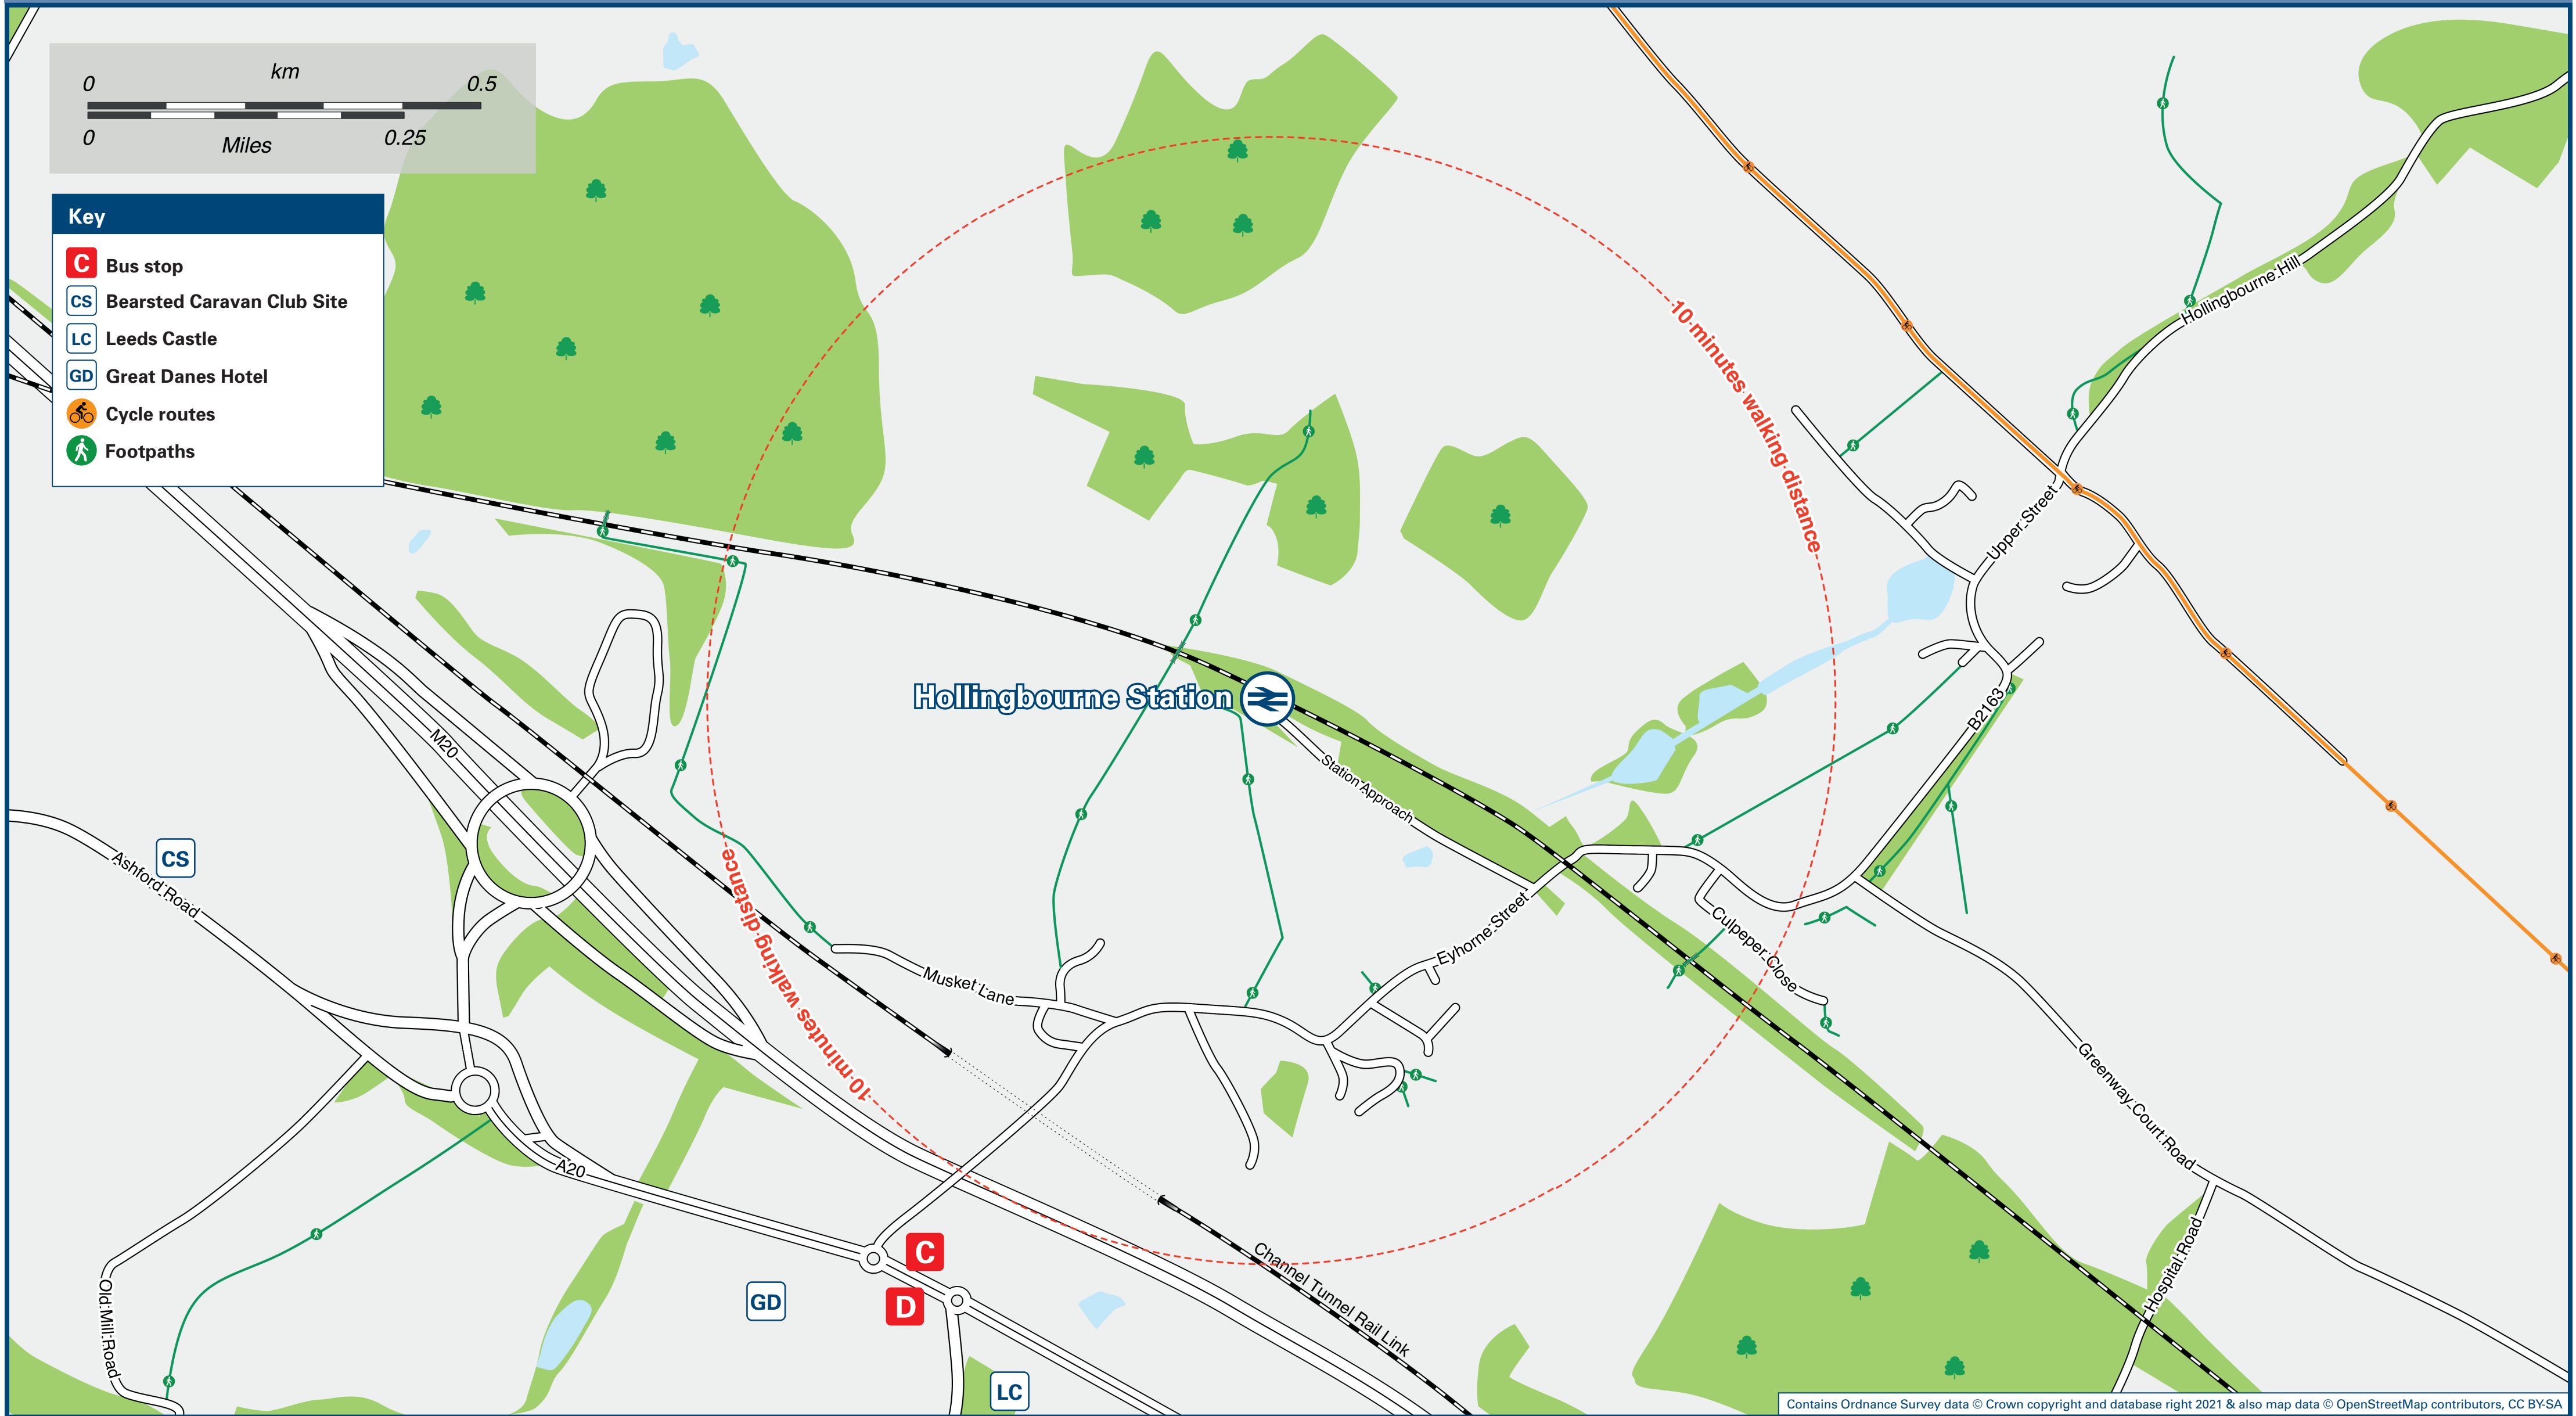 km
0 0.5
0 0.25
Miles
Key
C Bus stop
CS Bearsted Caravan Club Site
LC Leeds Castle
GD Great Danes Hotel
Cycle routes
Footpaths
10 minutes walking distance
Hollingbourne Hill
Upper Street
B2163
Hollingbourne Station
Station Approach
M20
CS
Ashford Road
10 minutes walking distance
Musket Lane
Eyhorne Street
Culpeper Close
Greenway Court Road
A20
Hospital Road
C
D
GD
LC
Channel Tunnel Rail Link
Old Mill Road
Contains Ordnance Survey data © Crown copyright and database right 2021 & also map data © OpenStreetMap contributors, CC BY-SA